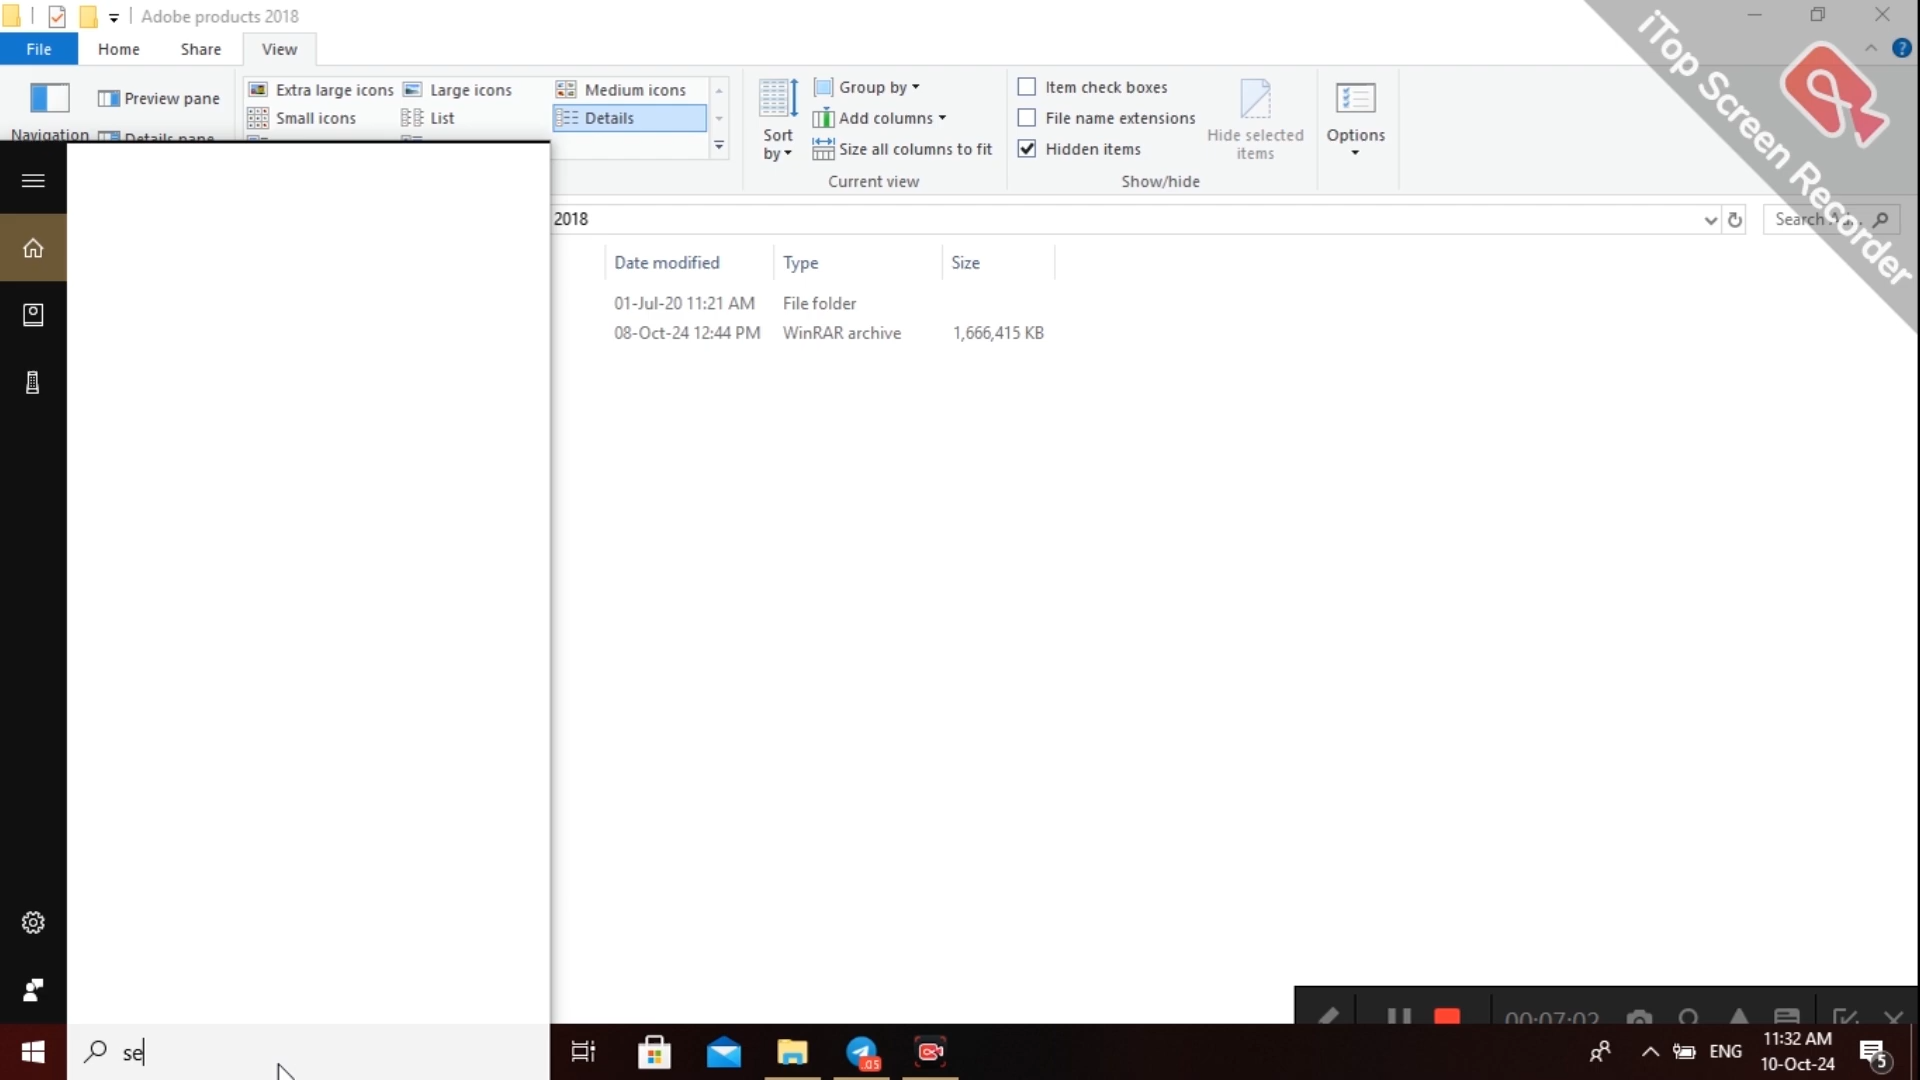 Adobe products 2018
File Home Share View
Navigation Preview pane Details pane
Extra large icons Large icons Medium icons
Small icons List Details
Sort by
Group by
Add columns
Size all columns to fit
Current view
Item check boxes
File name extensions
Hidden items
Hide selected items
Show/hide
Options
iTop Screen Recorder
2018
Search A
Date modified Type Size
01-Jul-20 11:21 AM File folder
08-Oct-24 12:44 PM WinRAR archive 1,666,415 KB
00:07:02
se
.05
ENG
11:32 AM
10-Oct-24
5